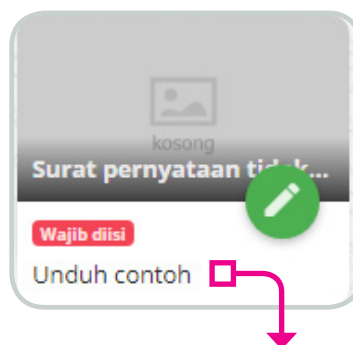 kosong
Surat pernyataan tidak...
Wajib diisi
Unduh contoh